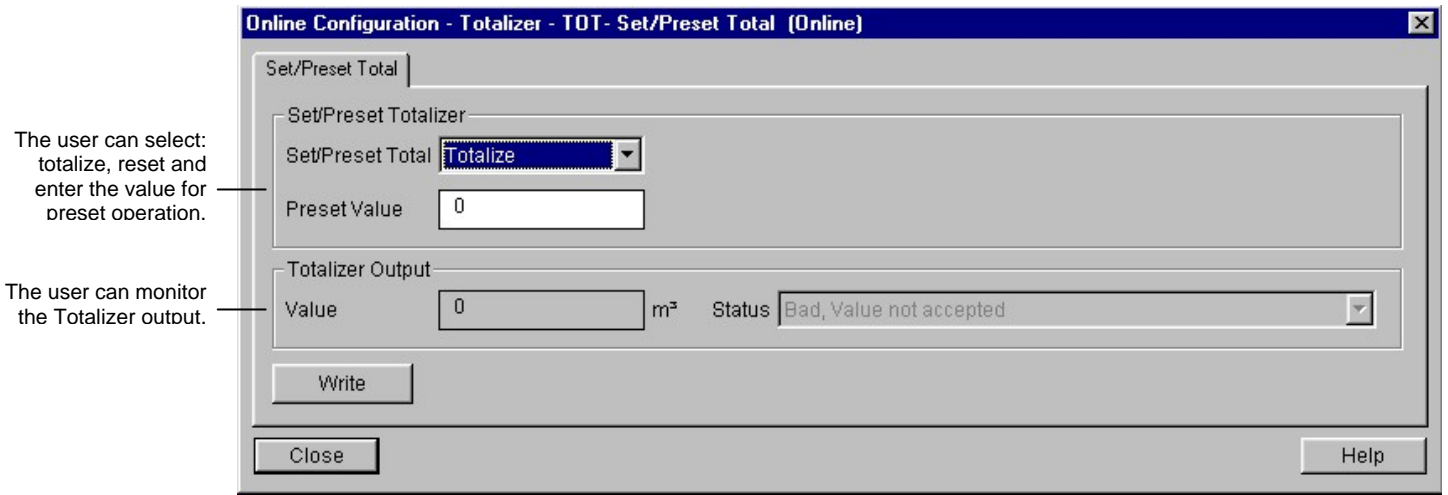 Online Configuration - Totalizer - TOT- Set/Preset Total (Online)
Set/Preset Total
Set/Preset Totalizer
The user can select:
totalize, reset and
enter the value for
preset operation.
Set/Preset Total Totalize
Preset Value 0
Totalizer Output
The user can monitor
the Totalizer output.
Value 0 m³ Status Bad, Value not accepted
Write
Close Help